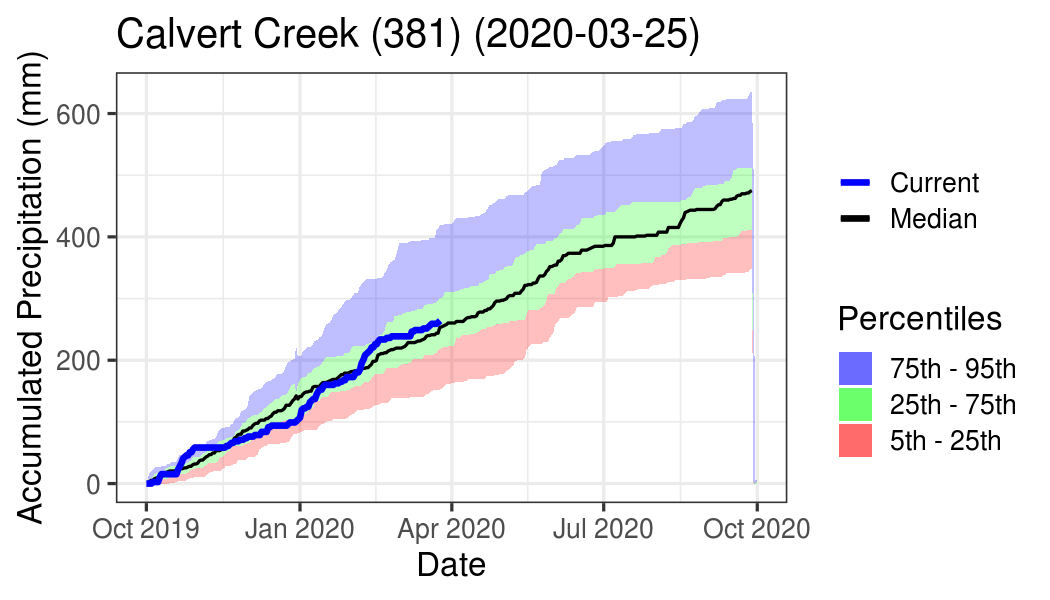 Calvert Creek (381) (2020-03-25)
Accumulated Precipitation (mm)
600
400
200
0
Oct 2019
Jan 2020
Apr 2020
Jul 2020
Oct 2020
Date
Current
Median
Percentiles
75th - 95th
25th - 75th
5th - 25th